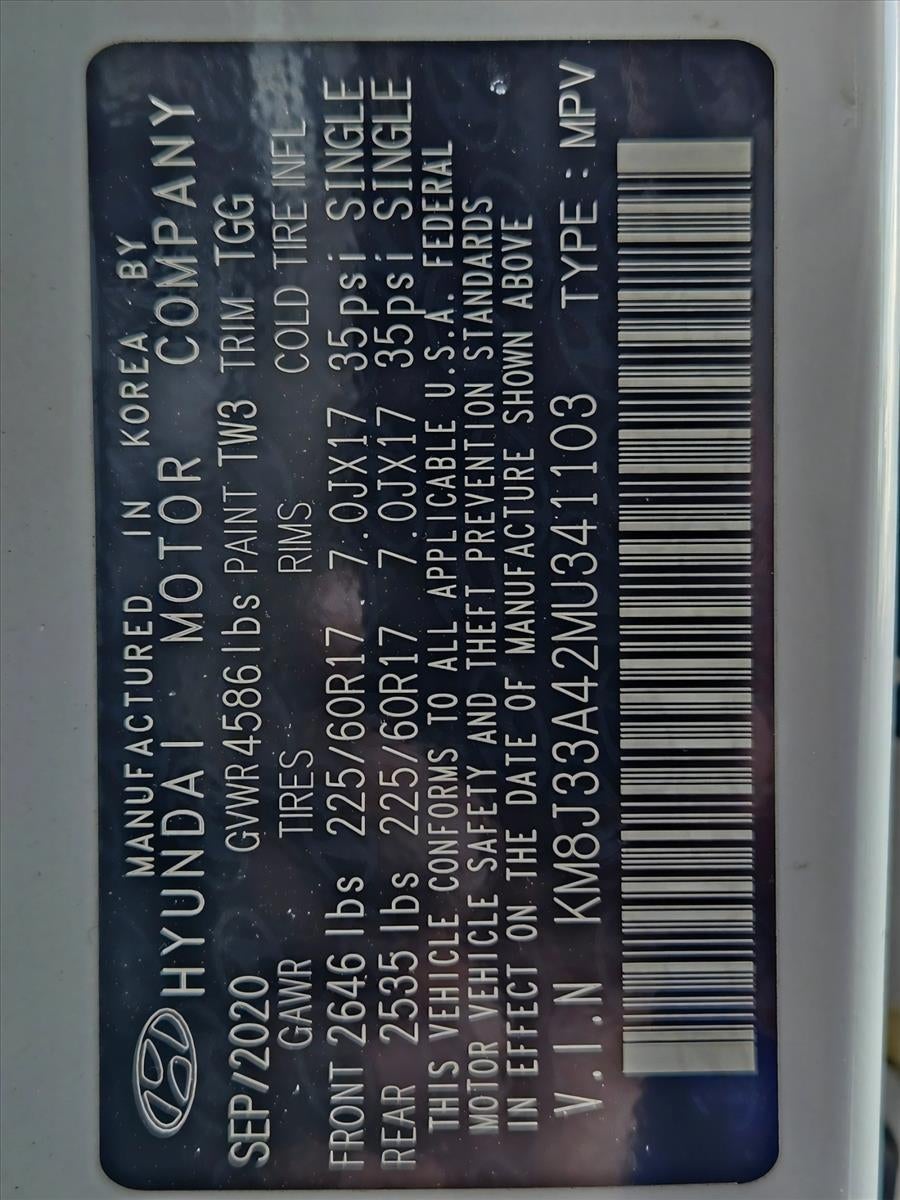 MANUFACTURED IN KOREA BY
HYUNDAI MOTOR COMPANY
SEP/2020 GVWR4586lbs PAINT TW3 TRIM TGG
GAWR TIRES RIMS COLD TIRE INFL
FRONT 2646 lbs 225/60R17 7.0JX17 35psi SINGLE
REAR 2535 lbs 225/60R17 7.0JX17 35psi SINGLE
THIS VEHICLE CONFORMS TO ALL APPLICABLE U.S.A. FEDERAL
MOTOR VEHICLE SAFETY AND THEFT PREVENTION STANDARDS
IN EFFECT ON THE DATE OF MANUFACTURE SHOWN ABOVE
V.I.N KM8J33A42MU341103 TYPE : MPV